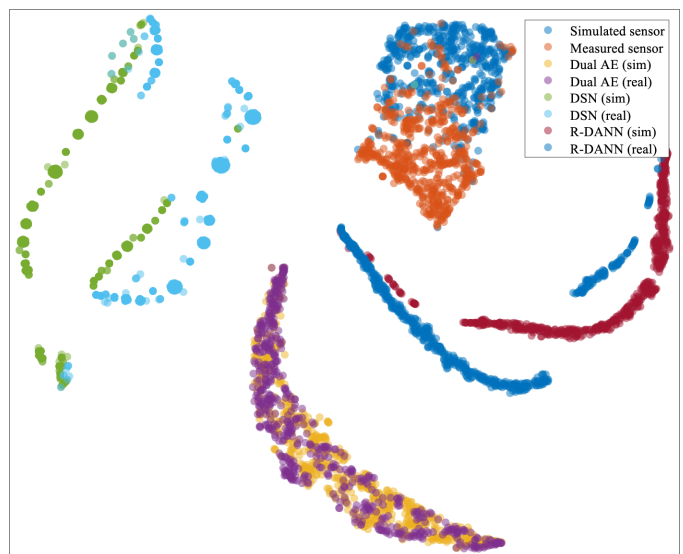 Simulated sensor
Measured sensor
Dual AE (sim)
Dual AE (real)
DSN (sim)
DSN (real)
R-DANN (sim)
R-DANN (real)